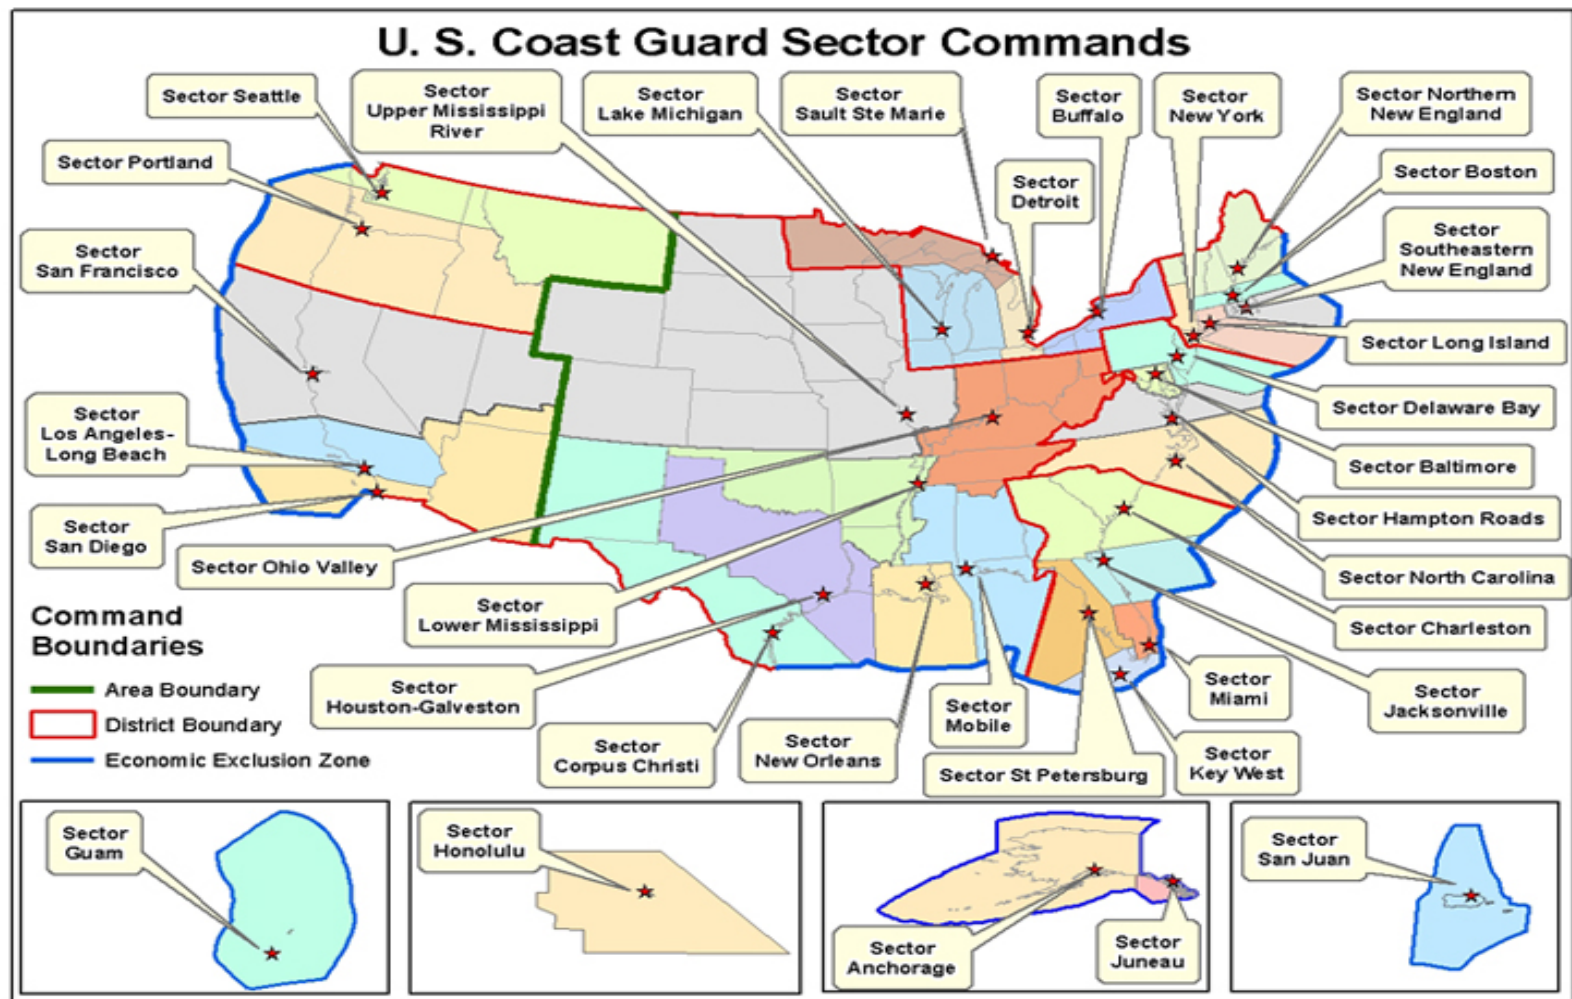 U. S. Coast Guard Sector Commands
Sector Seattle
Sector
Upper Mississippi
River
Sector
Lake Michigan
Sector
Sault Ste Marie
Sector
Buffalo
Sector
New York
Sector Northern
New England
Sector Portland
Sector
Detroit
Sector Boston
Sector
San Francisco
Sector
Southeastern
New England
Sector Long Island
Sector
Los Angeles-
Long Beach
Sector Delaware Bay
Sector Baltimore
Sector
San Diego
Sector Ohio Valley
Sector Hampton Roads
Sector North Carolina
Sector
Lower Mississippi
Sector Charleston
Command
Boundaries
Area Boundary
District Boundary
Economic Exclusion Zone
Sector
Houston-Galveston
Sector
Corpus Christi
Sector
New Orleans
Sector
Mobile
Sector St Petersburg
Sector
Miami
Sector
Key West
Sector
Jacksonville
Sector
Guam
Sector
Honolulu
Sector
Anchorage
Sector
Juneau
Sector
San Juan